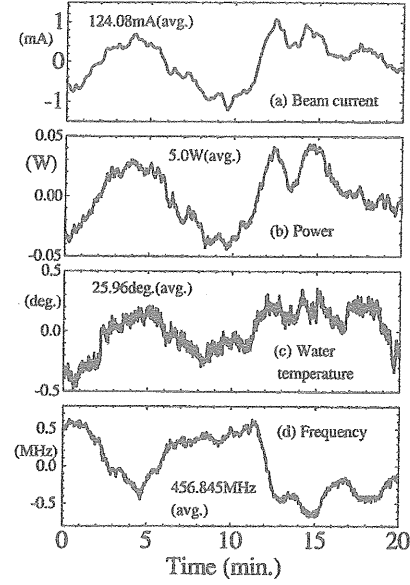 124.08mA(avg.)
1
(mA)
0
-1
(a) Beam current
0.05
(W)
5.0W(avg.)
0.00
(b) Power
-0.05
0.5
(deg.)
25.96deg.(avg.)
0.0
(c) Water
temperature
-0.5
0.5
(d) Frequency
(MHz)
0.0
456.845MHz
-0.5
(avg.)
0 5 10 15 20
Time (min.)